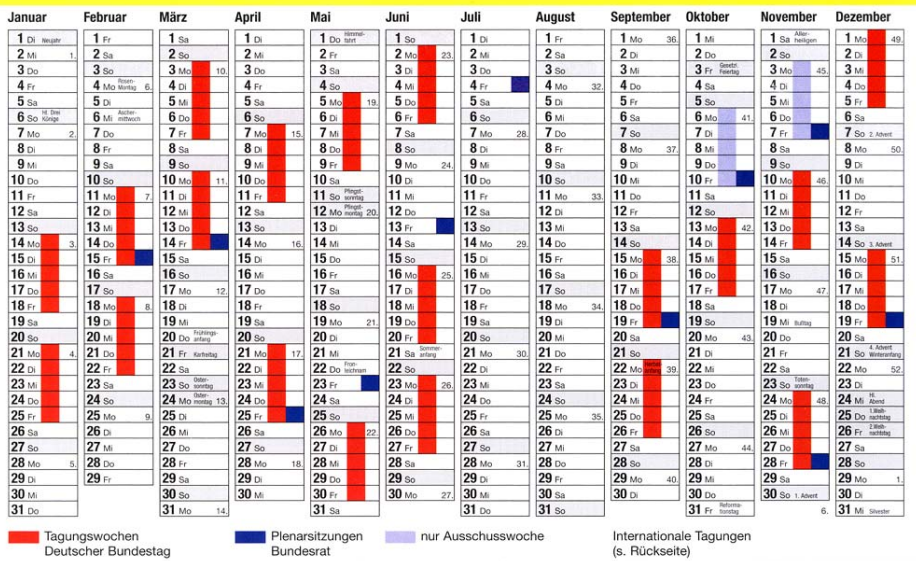 Januar
1 Di Neujahr
2 Mi 1.
3 Do
4 Fr
5 Sa
6 So Hl. Drei Könige
7 Mo 2.
8 Di
9 Mi
10 Do
11 Fr
12 Sa
13 So
14 Mo 3.
15 Di
16 Mi
17 Do
18 Fr
19 Sa
20 So
21 Mo 4.
22 Di
23 Mi
24 Do
25 Fr
26 Sa
27 So
28 Mo 5.
29 Di
30 Mi
31 Do
Februar
1 Fr
2 Sa
3 So
4 Mo Rosen-Montag 6.
5 Di
6 Mi Ascher-mittwoch
7 Do
8 Fr
9 Sa
10 So
11 Mo 7.
12 Di
13 Mi
14 Do
15 Fr
16 Sa
17 So
18 Mo 8.
19 Di
20 Mi
21 Do
22 Fr
23 Sa
24 So
25 Mo 9.
26 Di
27 Mi
28 Do
29 Fr
März
1 Sa
2 So
3 Mo 10.
4 Di
5 Mi
6 Do
7 Fr
8 Sa
9 So
10 Mo 11.
11 Di
12 Mi
13 Do
14 Fr
15 Sa
16 So
17 Mo 12.
18 Di
19 Mi
20 Do Frühlings-anfang
21 Fr Karfreitag
22 Sa
23 So Oster-sonntag
24 Mo Oster-montag 13.
25 Di
26 Mi
27 Do
28 Fr
29 Sa
30 So
31 Mo 14.
April
1 Di
2 Mi
3 Do
4 Fr
5 Sa
6 So
7 Mo 15.
8 Di
9 Mi
10 Do
11 Fr
12 Sa
13 So
14 Mo 16.
15 Di
16 Mi
17 Do
18 Fr
19 Sa
20 So
21 Mo 17.
22 Di
23 Mi
24 Do
25 Fr
26 Sa
27 So
28 Mo 18.
29 Di
30 Mi
Mai
1 Do Himmel-fahrt
2 Fr
3 Sa
4 So
5 Mo 19.
6 Di
7 Mi
8 Do
9 Fr
10 Sa
11 So Pfingst-sonntag
12 Mo Pfingst-montag 20.
13 Di
14 Mi
15 Do
16 Fr
17 Sa
18 So
19 Mo 21.
20 Di
21 Mi
22 Do Fron-leichnam
23 Fr
24 Sa
25 So
26 Mo 22.
27 Di
28 Mi
29 Do
30 Fr
31 Sa
Juni
1 So
2 Mo 23.
3 Di
4 Mi
5 Do
6 Fr
7 Sa
8 So
9 Mo 24.
10 Di
11 Mi
12 Do
13 Fr
14 Sa
15 So
16 Mo 25.
17 Di
18 Mi
19 Do
20 Fr
21 Sa Sommer-anfang
22 So
23 Mo 26.
24 Di
25 Mi
26 Do
27 Fr
28 Sa
29 So
30 Mo 27.
Juli
1 Di
2 Mi
3 Do
4 Fr
5 Sa
6 So
7 Mo 28.
8 Di
9 Mi
10 Do
11 Fr
12 Sa
13 So
14 Mo 29.
15 Di
16 Mi
17 Do
18 Fr
19 Sa
20 So
21 Mo 30.
22 Di
23 Mi
24 Do
25 Fr
26 Sa
27 So
28 Mo 31.
29 Di
30 Mi
31 Do
August
1 Fr
2 Sa
3 So
4 Mo 32.
5 Di
6 Mi
7 Do
8 Fr
9 Sa
10 So
11 Mo 33.
12 Di
13 Mi
14 Do
15 Fr
16 Sa
17 So
18 Mo 34.
19 Di
20 Mi
21 Do
22 Fr
23 Sa
24 So
25 Mo 35.
26 Di
27 Mi
28 Do
29 Fr
30 Sa
31 So
September
1 Mo 36.
2 Di
3 Mi
4 Do
5 Fr
6 Sa
7 So
8 Mo 37.
9 Di
10 Mi
11 Do
12 Fr
13 Sa
14 So
15 Mo 38.
16 Di
17 Mi
18 Do
19 Fr
20 Sa
21 So
22 Mo 39.
23 Di
24 Mi
25 Do
26 Fr
27 Sa
28 So
29 Mo 40.
30 Di
Oktober
1 Mi
2 Do
3 Fr Gesetzl. Feiertag
4 Sa
5 So
6 Mo 41.
7 Di
8 Mi
9 Do
10 Fr
11 Sa
12 So
13 Mo 42.
14 Di
15 Mi
16 Do
17 Fr
18 Sa
19 So
20 Mo 43.
21 Di
22 Mi
23 Do
24 Fr
25 Sa
26 So
27 Mo 44.
28 Di
29 Mi
30 Do
31 Fr Reforma-tionstag
November
1 Sa Aller-heiligen
2 So
3 Mo 45.
4 Di
5 Mi
6 Do
7 Fr
8 Sa
9 So
10 Mo 46.
11 Di
12 Mi
13 Do
14 Fr
15 Sa
16 So
17 Mo 47.
18 Di
19 Mi Bußtag
20 Do
21 Fr
22 Sa
23 So Toten-sonntag
24 Mo 48.
25 Di
26 Mi
27 Do
28 Fr
29 Sa
30 So 1. Advent
6.
Dezember
1 Mo 49.
2 Di
3 Mi
4 Do
5 Fr
6 Sa
7 So 2. Advent
8 Mo 50.
9 Di
10 Mi
11 Do
12 Fr
13 Sa
14 So 3. Advent
15 Mo 51.
16 Di
17 Mi
18 Do
19 Fr
20 Sa
21 So 4. Advent Winteranfang
22 Mo 52.
23 Di
24 Mi Hl. Abend
25 Do 1.Weih-nachtstag
26 Fr 2.Weih-nachtstag
27 Sa
28 So
29 Mo 1.
30 Di
31 Mi Silvester
Tagungswochen
Deutscher Bundestag
Plenarsitzungen
Bundesrat
nur Ausschusswoche
Internationale Tagungen
(s. Rückseite)